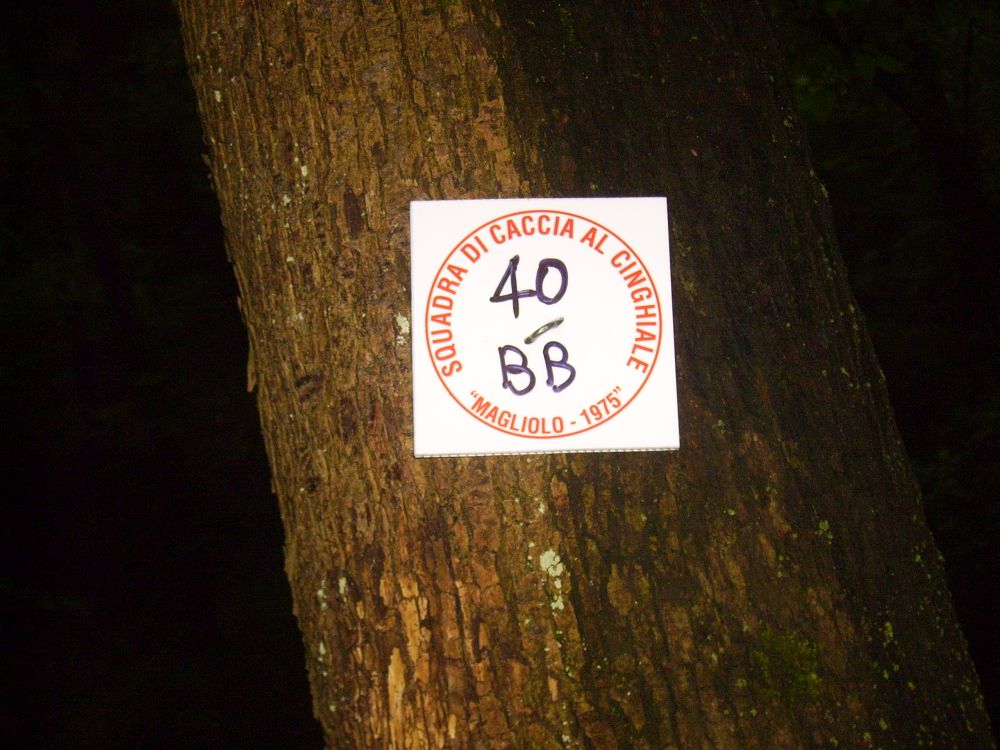 SQUADRA DI CACCIA AL CINGHIALE
40
-
BB
"MAGLIOLO - 1975"